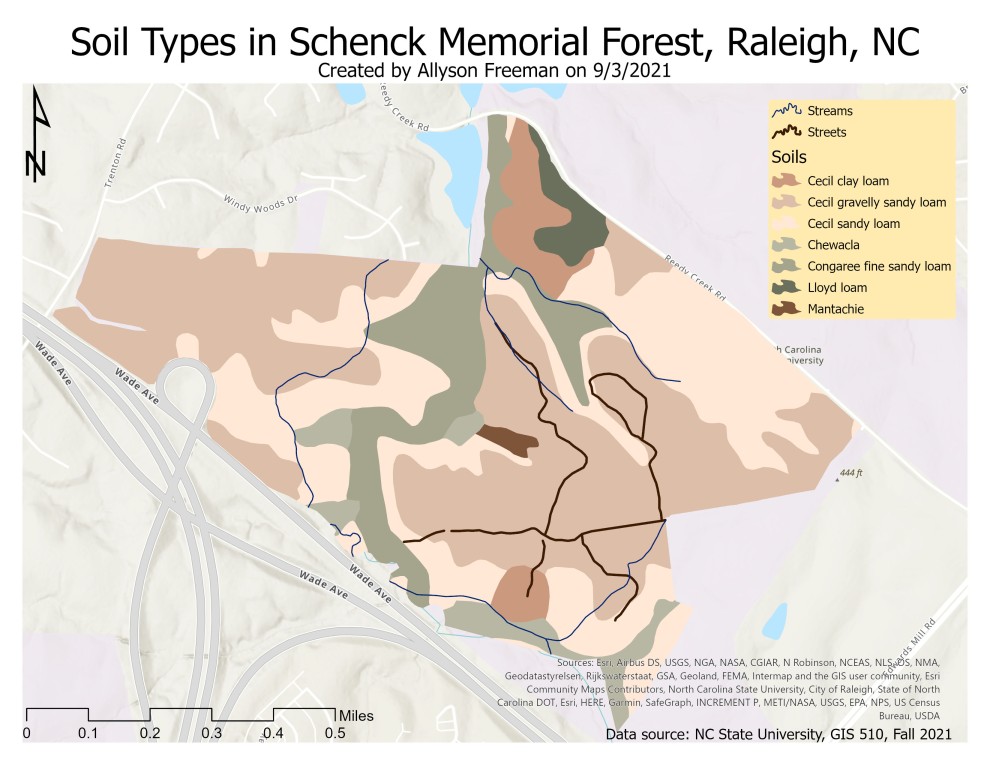 Soil Types in Schenck Memorial Forest, Raleigh, NC
Created by Allyson Freeman on 9/3/2021
N
Trenton Rd
Windy Woods Dr
Reedy Creek Rd
Streams
Streets
Soils
Cecil clay loam
Cecil gravelly sandy loam
Cecil sandy loam
Chewacla
Congaree fine sandy loam
Lloyd loam
Mantachie
Reedy Creek Rd
Carolina
Wade Ave
Wade Ave
444 ft
Wade Ave
Wade Ave
Edwards Mill Rd
Sources: Esri, Airbus DS, USGS, NGA, NASA, CGIAR, N Robinson, NCEAS, NLS, OS, NMA,
Geodatastyrelsen, Rijkswaterstaat, GSA, Geoland, FEMA, Intermap and the GIS user community, Esri
Community Maps Contributors, North Carolina State University, City of Raleigh, State of North
Carolina DOT, Esri, HERE, Garmin, SafeGraph, INCREMENT P, METI/NASA, USGS, EPA, NPS, US Census
Bureau, USDA
Miles
0 0.1 0.2 0.3 0.4 0.5
Data source: NC State University, GIS 510, Fall 2021